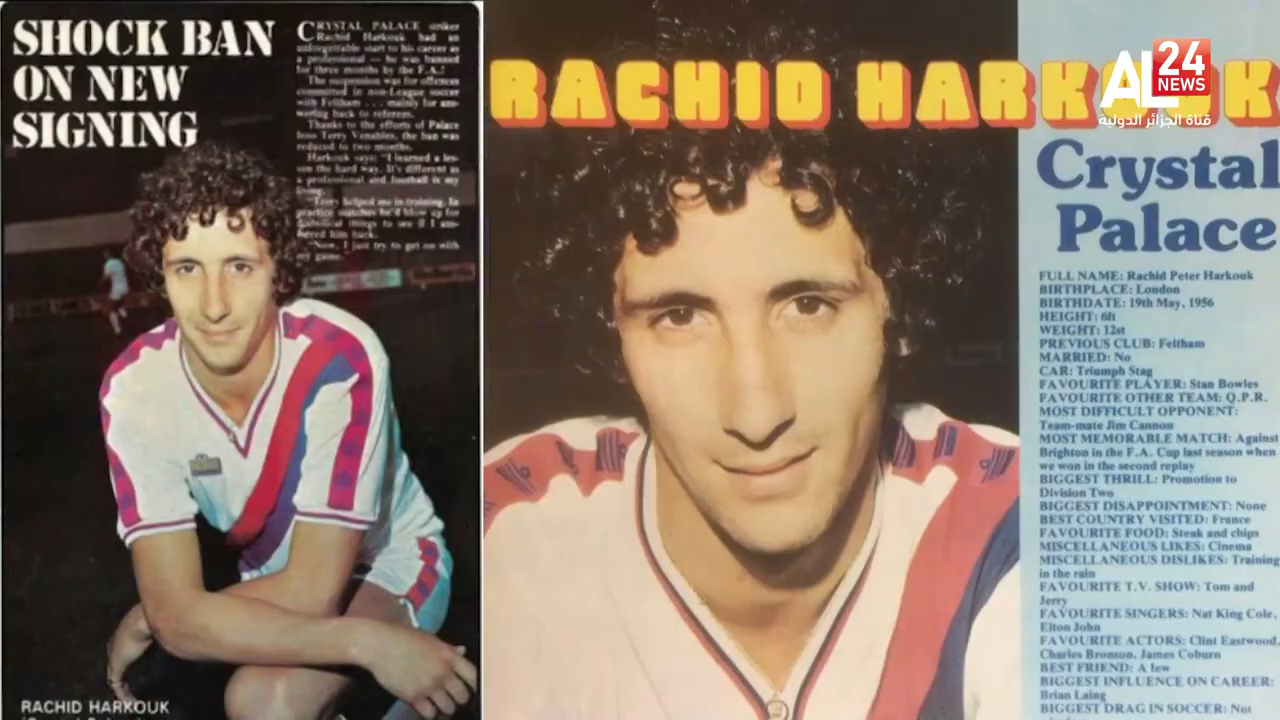 SHOCK BAN
ON NEW
SIGNING
CRYSTAL PALACE striker
Rachid Harkouk had an
unforgettable start to his career as
a professional — he was banned
for three months by the F.A.!
The suspension was for offences
committed in non-League soccer
with Feltham . . . mainly for ans-
wering back to referees.
Thanks to the efforts of Palace
boss Terry Venables, the ban was
reduced to two months.
Harkouk says: "I learned a les-
son the hard way. It's different as
a professional and football is my
living.
"Terry helped me in training. In
practice matches he'd blow up for
diabolical things to see if I ans-
wered him back.
"Now, I just try to get on with
my game."
RACHID HARKOUK
RACHID HARKOUK
AL
24
NEWS
قناة الجزائر الدولية
Crystal
Palace
FULL NAME: Rachid Peter Harkouk
BIRTHPLACE: London
BIRTHDATE: 19th May, 1956
HEIGHT: 6ft
WEIGHT: 12st
PREVIOUS CLUB: Feltham
MARRIED: No
CAR: Triumph Stag
FAVOURITE PLAYER: Stan Bowles
FAVOURITE OTHER TEAM: Q.P.R.
MOST DIFFICULT OPPONENT:
Team-mate Jim Cannon
MOST MEMORABLE MATCH: Against
Brighton in the F.A. Cup last season when
we won in the second replay
BIGGEST THRILL: Promotion to
Division Two
BIGGEST DISAPPOINTMENT: None
BEST COUNTRY VISITED: France
FAVOURITE FOOD: Steak and chips
MISCELLANEOUS LIKES: Cinema
MISCELLANEOUS DISLIKES: Training
in the rain
FAVOURITE T.V. SHOW: Tom and
Jerry
FAVOURITE SINGERS: Nat King Cole,
Elton John
FAVOURITE ACTORS: Clint Eastwood,
Charles Bronson, James Coburn
BEST FRIEND: A few
BIGGEST INFLUENCE ON CAREER:
Brian Laing
BIGGEST DRAG IN SOCCER: Not